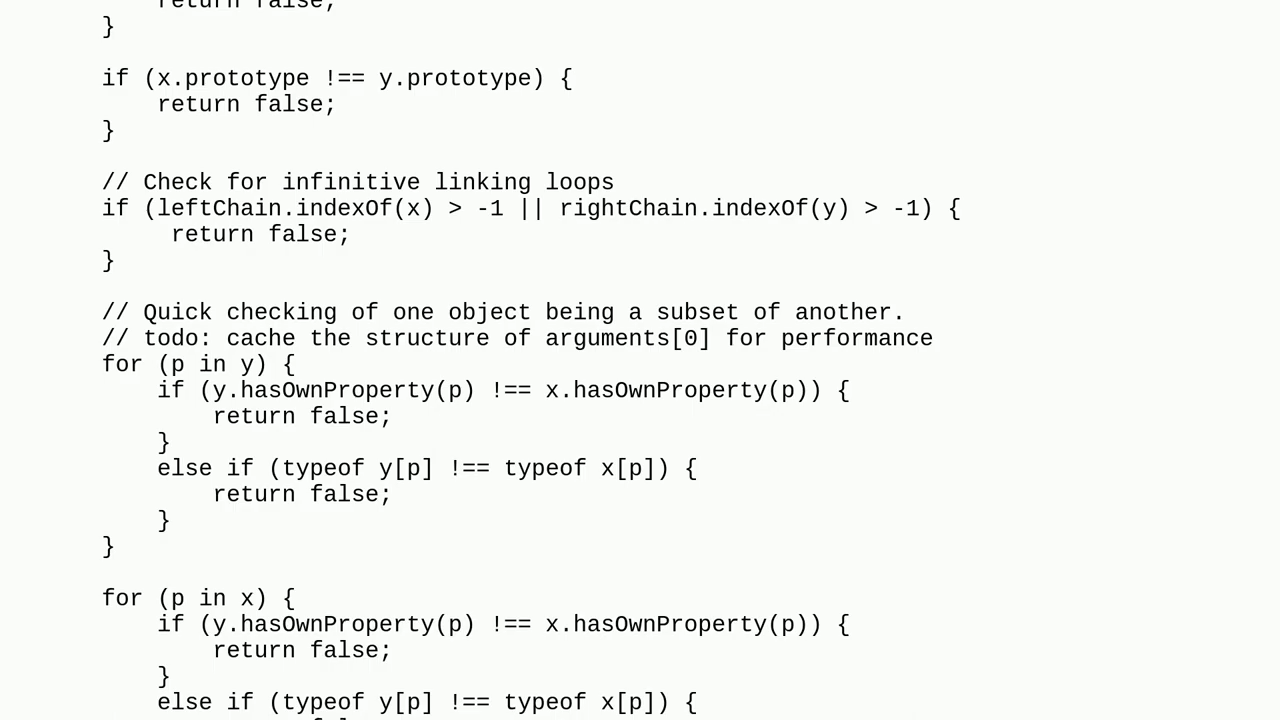 return false;
}
if (x.prototype !== y.prototype) {
return false;
}
// Check for infinitive linking loops
if (leftChain.indexOf(x) > -1 || rightChain.indexOf(y) > -1) {
return false;
}
// Quick checking of one object being a subset of another.
// todo: cache the structure of arguments[0] for performance
for (p in y) {
if (y.hasOwnProperty(p) !== x.hasOwnProperty(p)) {
return false;
}
else if (typeof y[p] !== typeof x[p]) {
return false;
}
}
for (p in x) {
if (y.hasOwnProperty(p) !== x.hasOwnProperty(p)) {
return false;
}
else if (typeof y[p] !== typeof x[p]) {